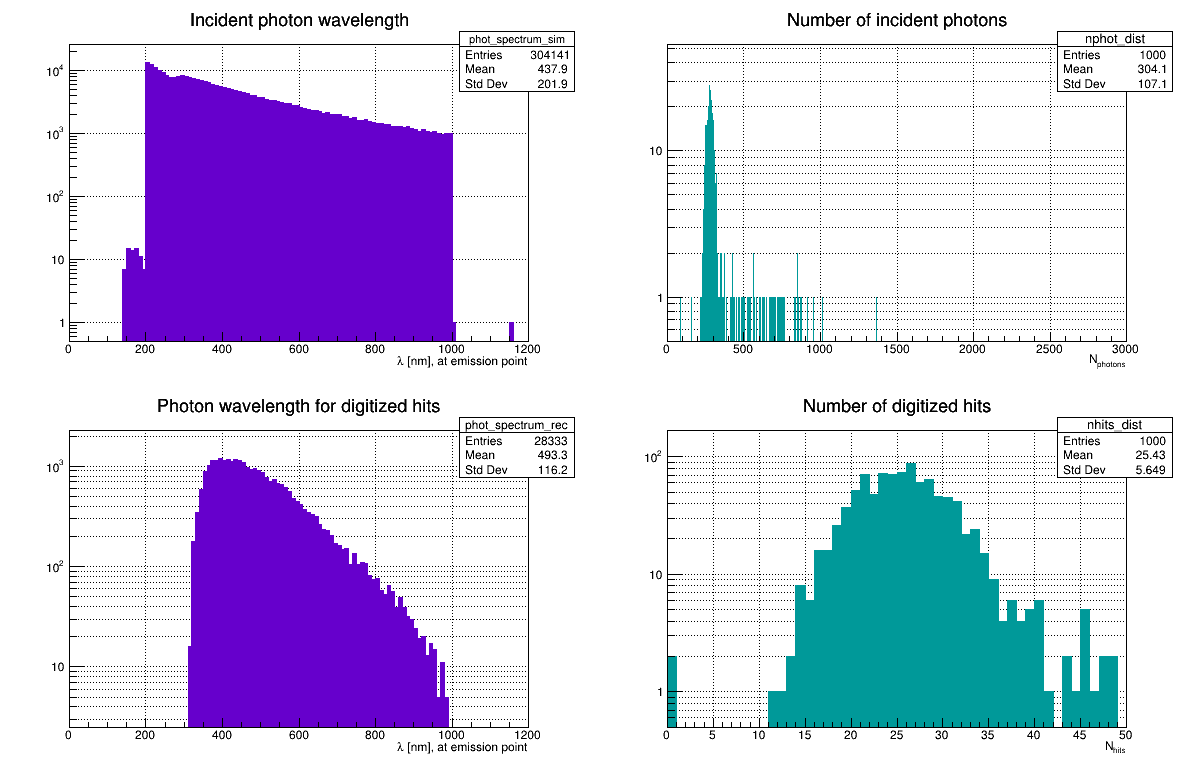 Incident photon wavelength
phot_spectrum_sim
Entries 304141
Mean 437.9
Std Dev 201.9
10^4
10^3
10^2
10
1
0 200 400 600 800 1000 1200
λ [nm], at emission point
Number of incident photons
nphot_dist
Entries 1000
Mean 304.1
Std Dev 107.1
10
1
0 500 1000 1500 2000 2500 3000
N_photons
Photon wavelength for digitized hits
phot_spectrum_rec
Entries 28333
Mean 493.3
Std Dev 116.2
10^3
10^2
10
0 200 400 600 800 1000 1200
λ [nm], at emission point
Number of digitized hits
nhits_dist
Entries 1000
Mean 25.43
Std Dev 5.649
10^2
10
1
0 5 10 15 20 25 30 35 40 45 50
N_hits